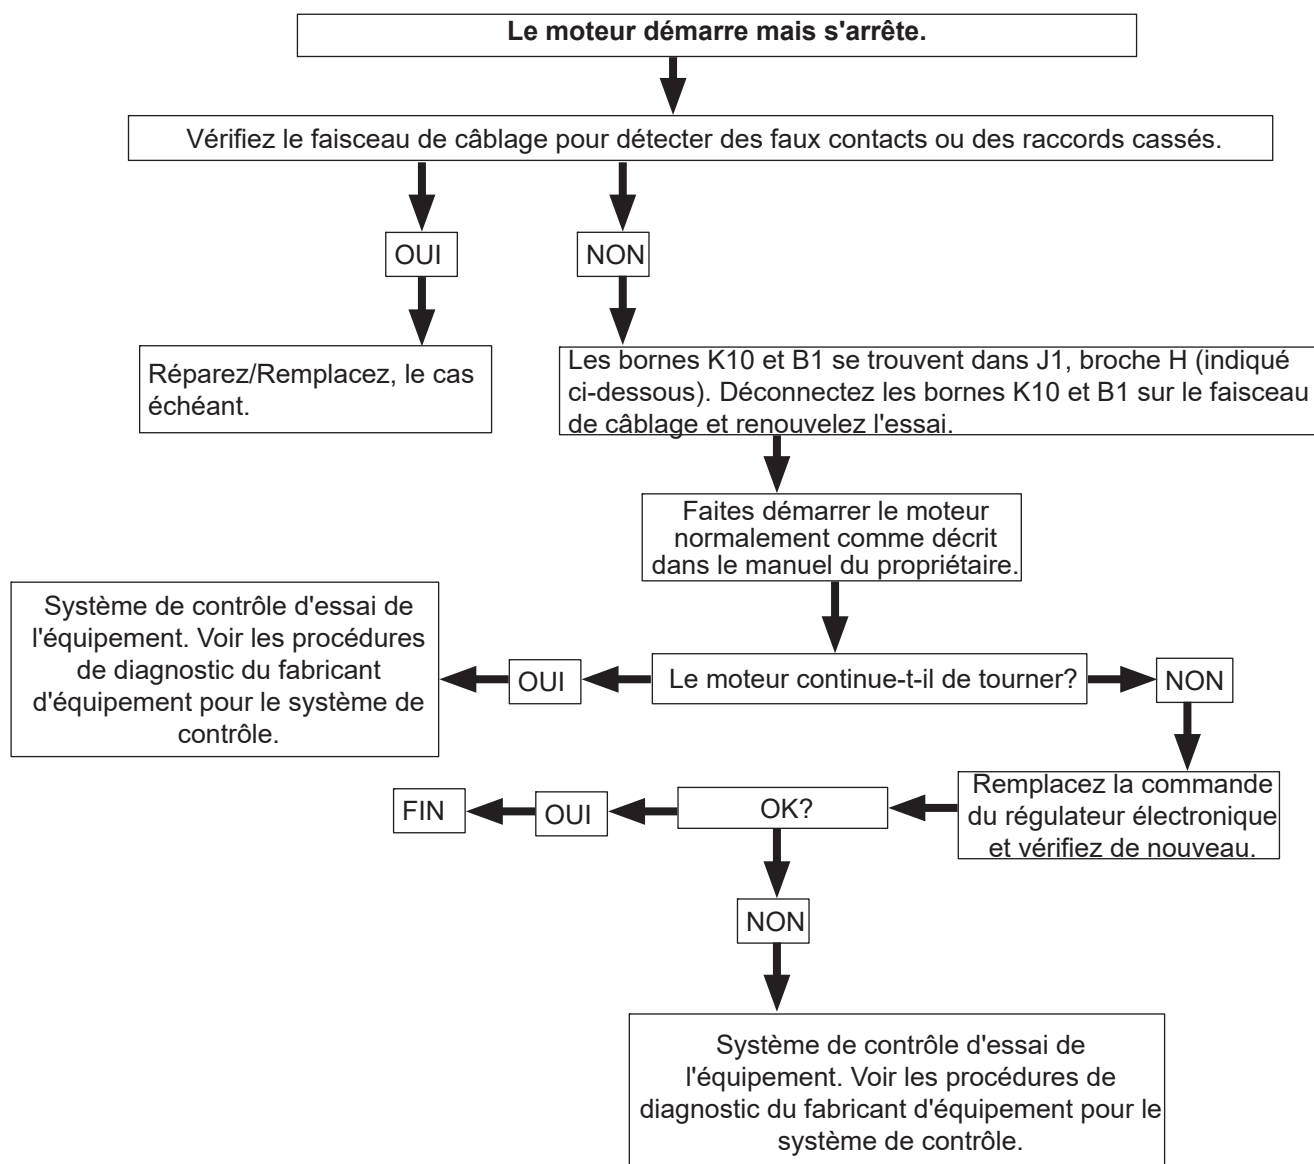 Le moteur démarre mais s'arrête.
Vérifiez le faisceau de câblage pour détecter des faux contacts ou des raccords cassés.
OUI
NON
Réparez/Remplacez, le cas
échéant.
Les bornes K10 et B1 se trouvent dans J1, broche H (indiqué
ci-dessous). Déconnectez les bornes K10 et B1 sur le faisceau
de câblage et renouvelez l'essai.
Faites démarrer le moteur
normalement comme décrit
dans le manuel du propriétaire.
Système de contrôle d'essai de
l'équipement. Voir les procédures
de diagnostic du fabricant
d'équipement pour le système de
contrôle.
OUI
Le moteur continue-t-il de tourner?
NON
FIN
OUI
OK?
Remplacez la commande
du régulateur électronique
et vérifiez de nouveau.
NON
Système de contrôle d'essai de
l'équipement. Voir les procédures de
diagnostic du fabricant d'équipement pour le
système de contrôle.